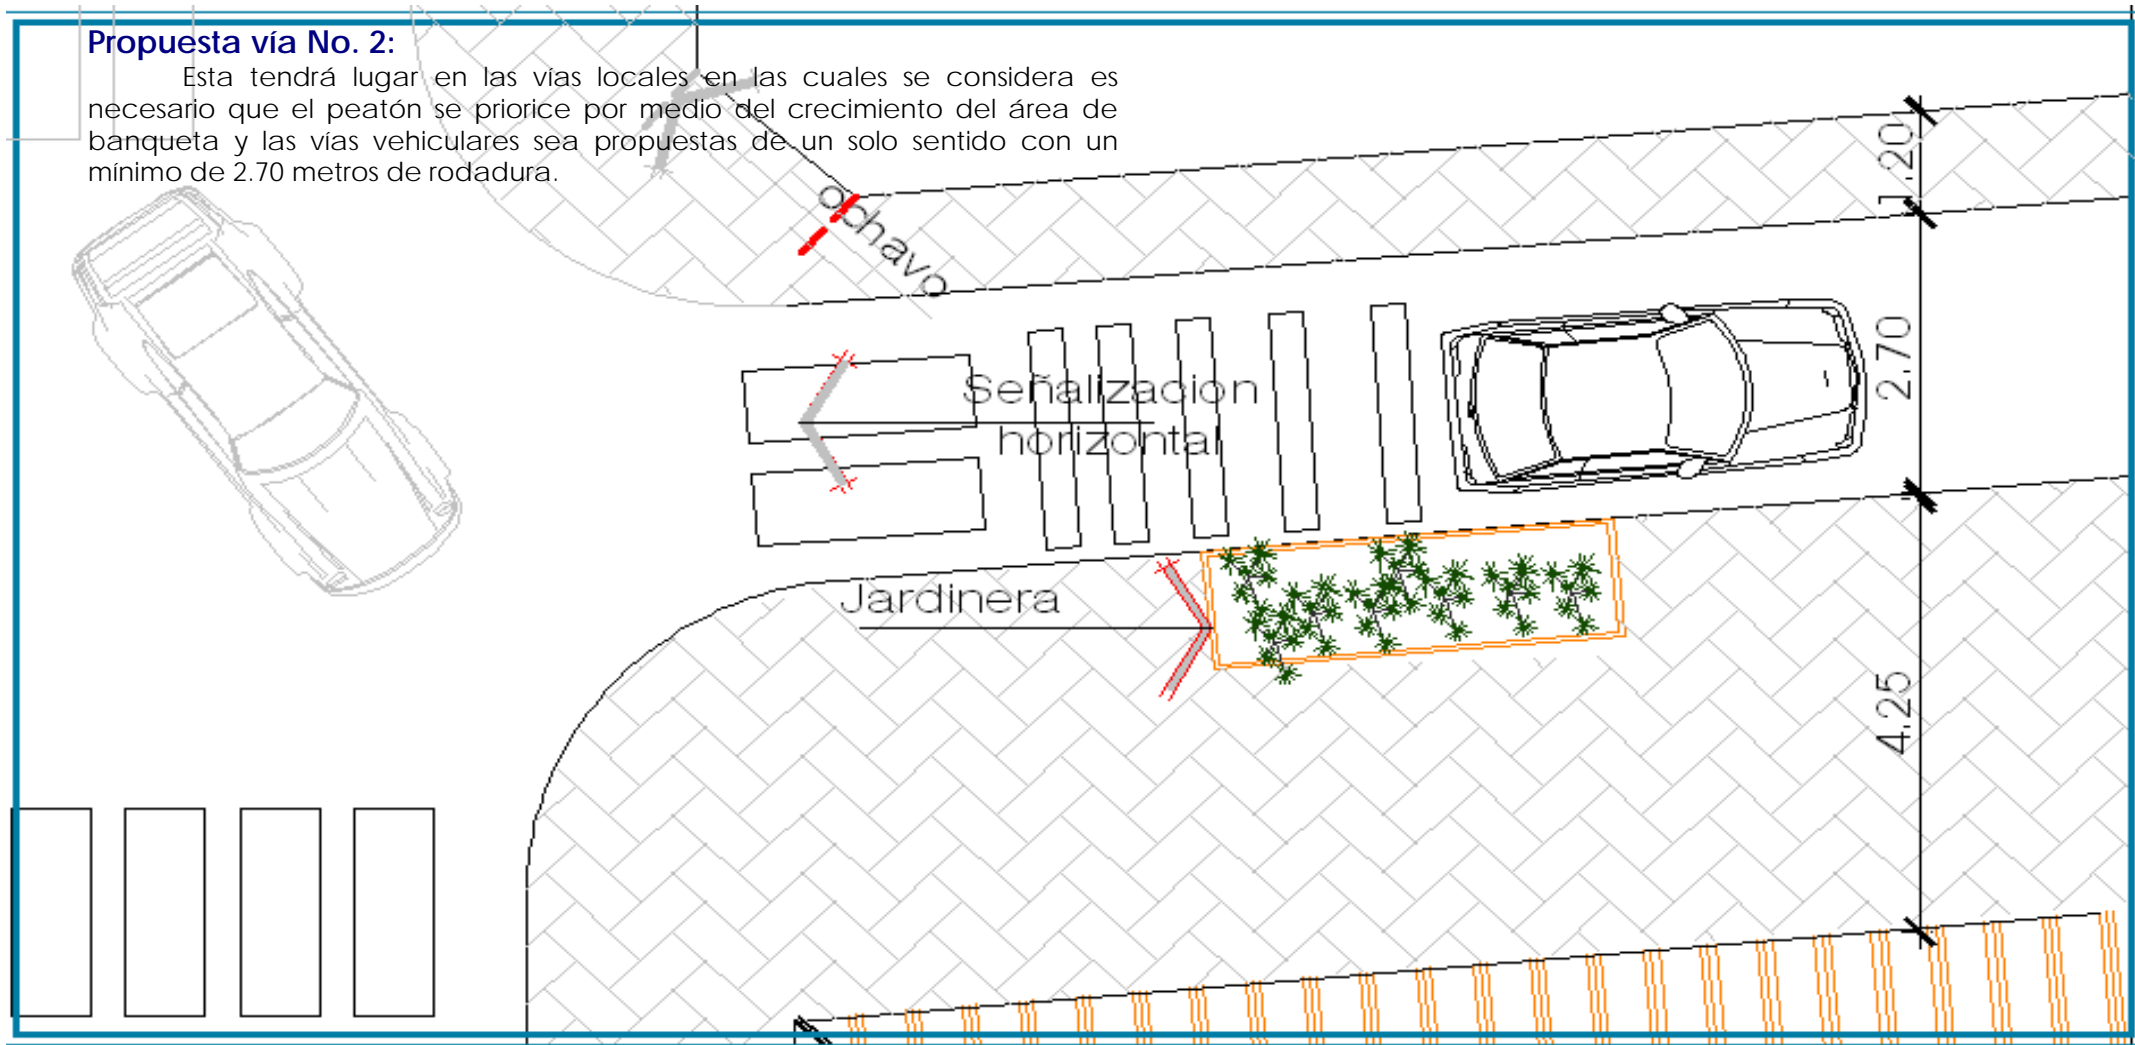 Propuesta vía No. 2:
Esta tendrá lugar en las vías locales en las cuales se considera es
necesario que el peatón se priorice por medio del crecimiento del área de
banqueta y las vías vehiculares sea propuestas de un solo sentido con un
mínimo de 2.70 metros de rodadura.
ochavo
1.20
Señalizacion
horizontal
2.70
Jardinera
4.25